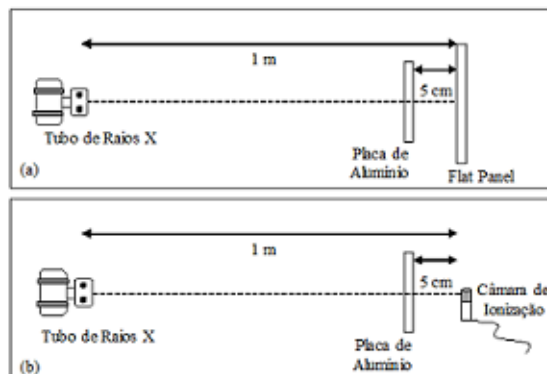 1 m
5 cm
Tubo de Raios X
Placa de
Alumínio
Flat Panel
(a)
1 m
5 cm
Câmara de
Ionização
Tubo de Raios X
Placa de
Alumínio
(b)